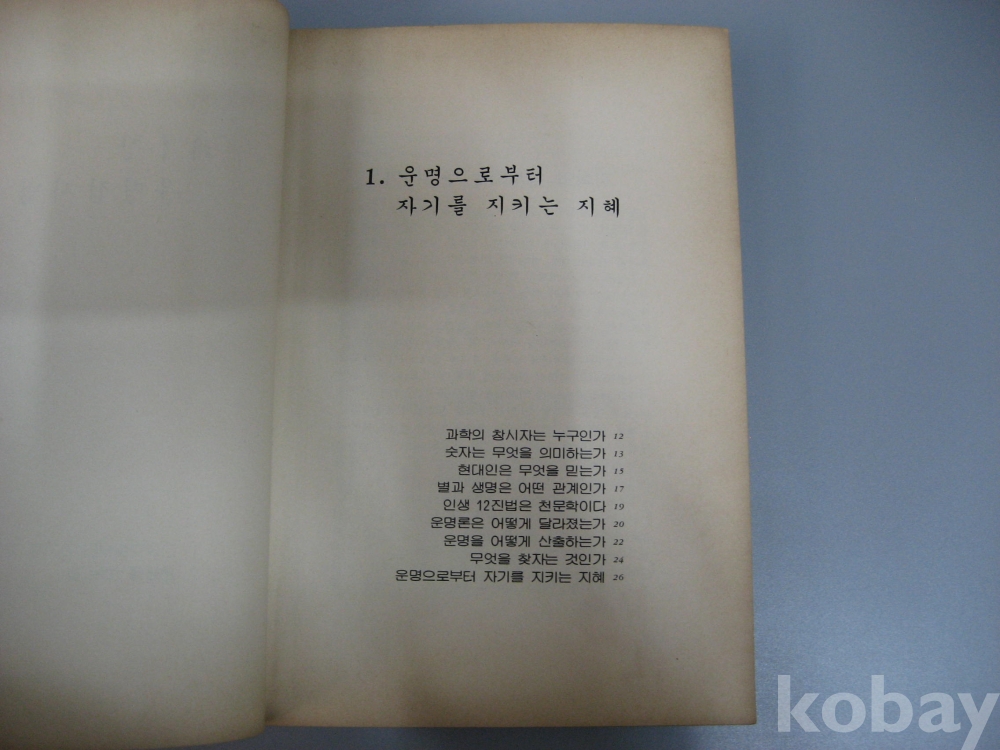 1. 운명으로부터
자기를 지키는 지혜
과학의 창시자는 누구인가 12
숫자는 무엇을 의미하는가 13
현대인은 무엇을 믿는가 15
별과 생명은 어떤 관계인가 17
인생 12진법은 천문학이다 19
운명론은 어떻게 달라졌는가 20
운명을 어떻게 산출하는가 22
무엇을 찾자는 것인가 24
운명으로부터 자기를 지키는 지혜 26
kobay